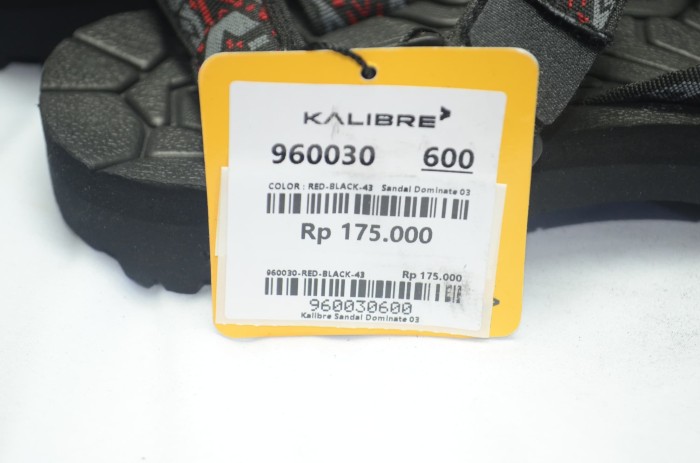 KALIBRE
960030 600
COLOR : RED-BLACK-43 Sandal Dominate 03
Rp 175.000
960030-RED-BLACK-43 Rp 175.000
960030600
Kalibre Sandal Dominate 03